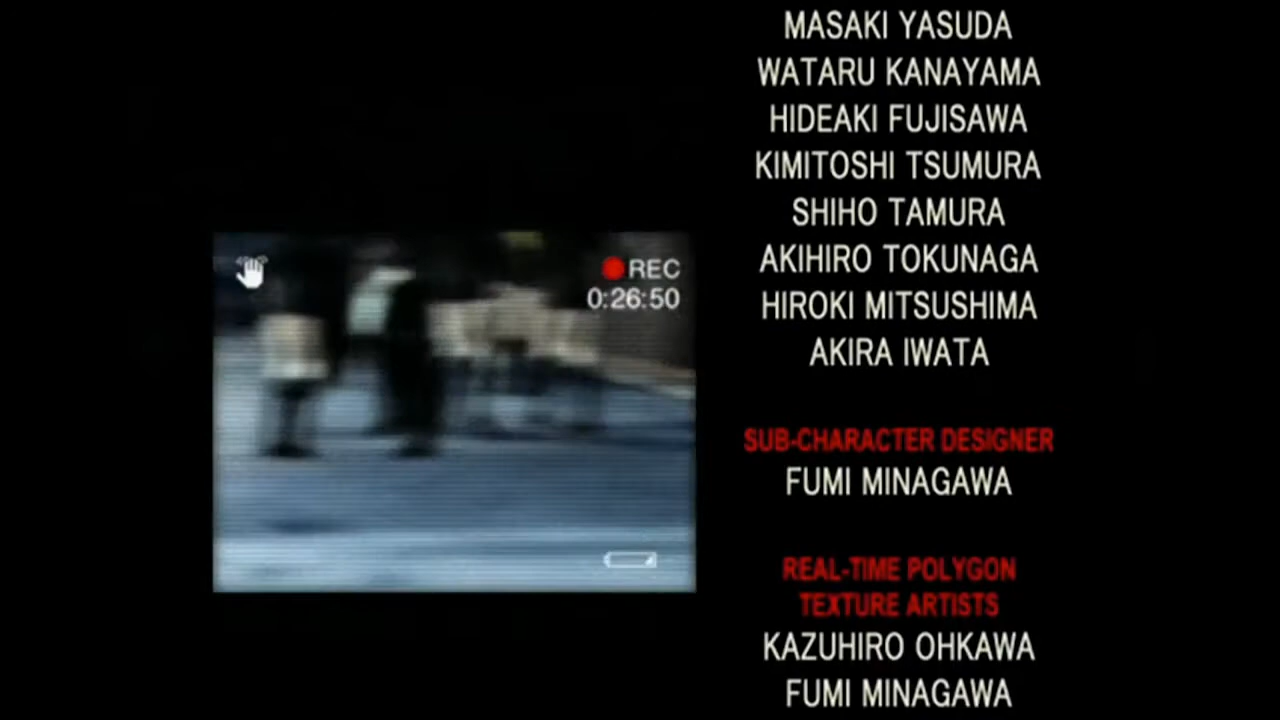 REC
0:26:50
MASAKI YASUDA
WATARU KANAYAMA
HIDEAKI FUJISAWA
KIMITOSHI TSUMURA
SHIHO TAMURA
AKIHIRO TOKUNAGA
HIROKI MITSUSHIMA
AKIRA IWATA
SUB-CHARACTER DESIGNER
FUMI MINAGAWA
REAL-TIME POLYGON
TEXTURE ARTISTS
KAZUHIRO OHKAWA
FUMI MINAGAWA